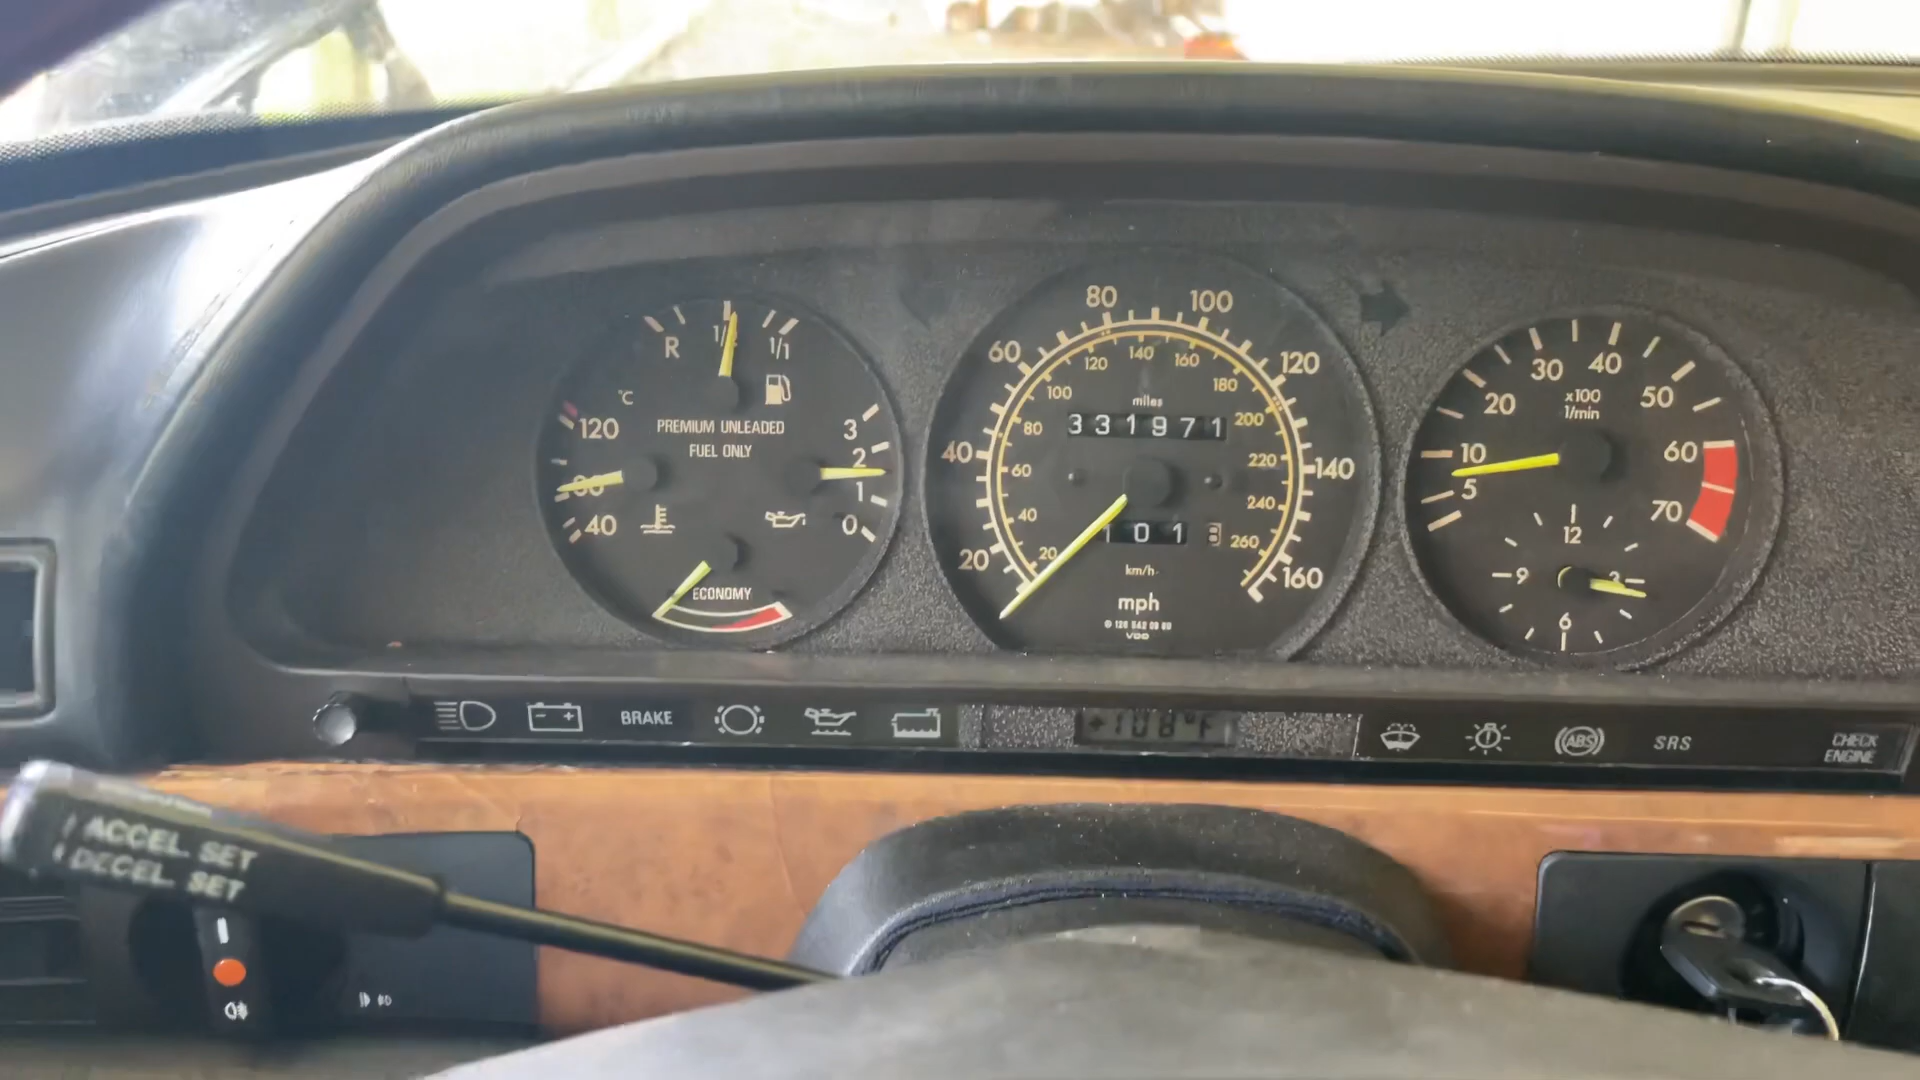 R 1/2 1/1
°C
120
80
40
PREMIUM UNLEADED
FUEL ONLY
3
2
1
0
ECONOMY
20 40 60 80 100 120 140 160
20 40 60 80 100 120 140 160 180 200 220 240 260
miles
331971
101 8
km/h
mph
126 542 09 80
VDO
5 10 20 30 40 50 60 70
x100
1/min
12
3
6
9
BRAKE
+108°F
ABS
SRS
CHECK
ENGINE
ACCEL. SET
DECEL. SET